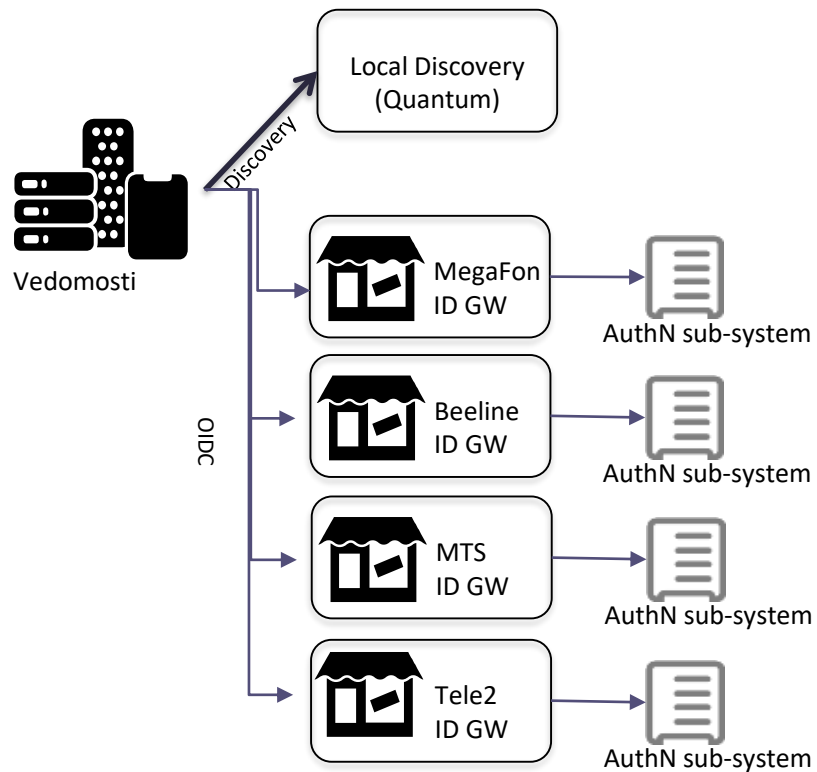 Local Discovery
(Quantum)
Discovery
Vedomosti
MegaFon
ID GW
AuthN sub-system
Beeline
ID GW
AuthN sub-system
OIDC
MTS
ID GW
AuthN sub-system
Tele2
ID GW
AuthN sub-system